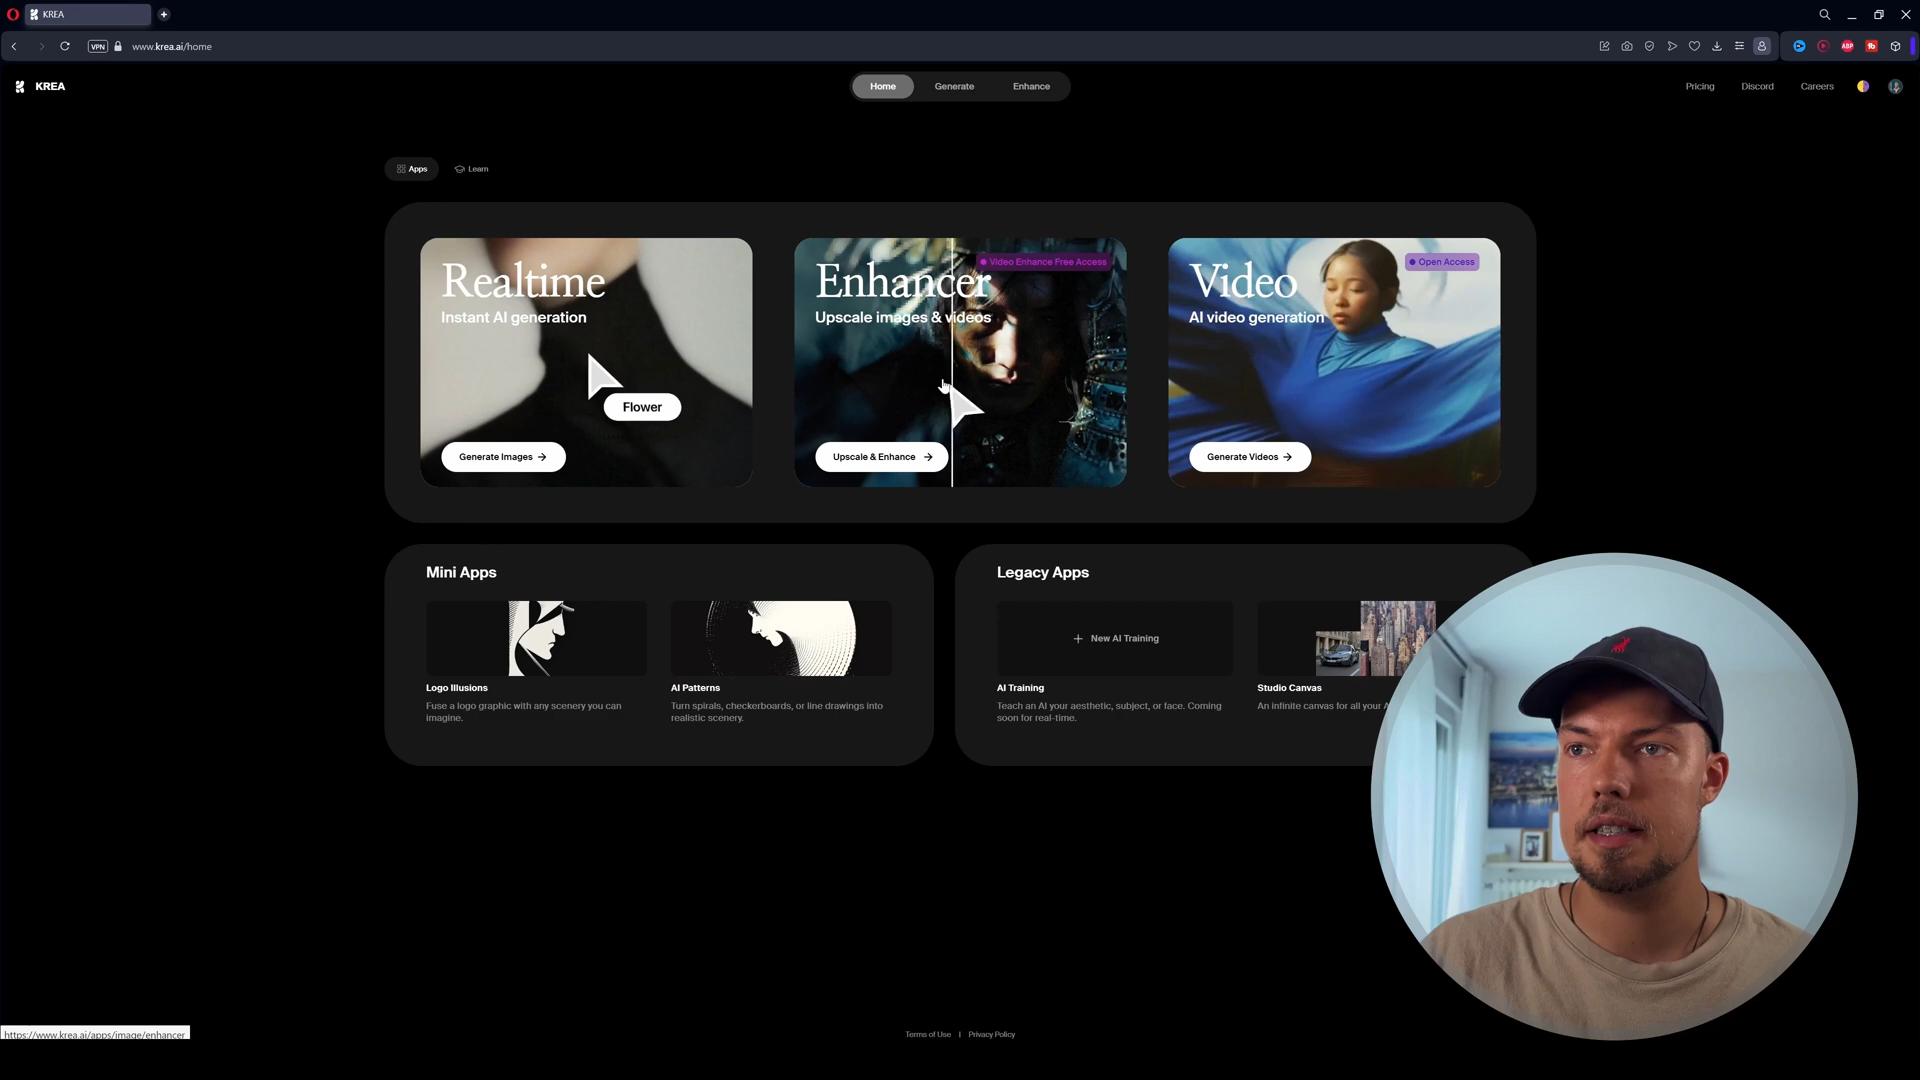 KREA
VPN
www.krea.ai/home
ABP
KREA
Home
Generate
Enhance
Pricing
Discord
Careers
Apps
Learn
Realtime
Instant AI generation
Flower
Generate Images →
Enhancer
Video Enhance Free Access
Upscale images & videos
Upscale & Enhance →
Video
Open Access
AI video generation
Generate Videos →
Mini Apps
Logo Illusions
Fuse a logo graphic with any scenery you can
imagine.
AI Patterns
Turn spirals, checkerboards, or line drawings into
realistic scenery.
Legacy Apps
+ New AI Training
AI Training
Teach an AI your aesthetic, subject, or face. Coming
soon for real-time.
Studio Canvas
An infinite canvas for all your
https://www.krea.ai/apps/image/enhancer
Terms of Use | Privacy Policy